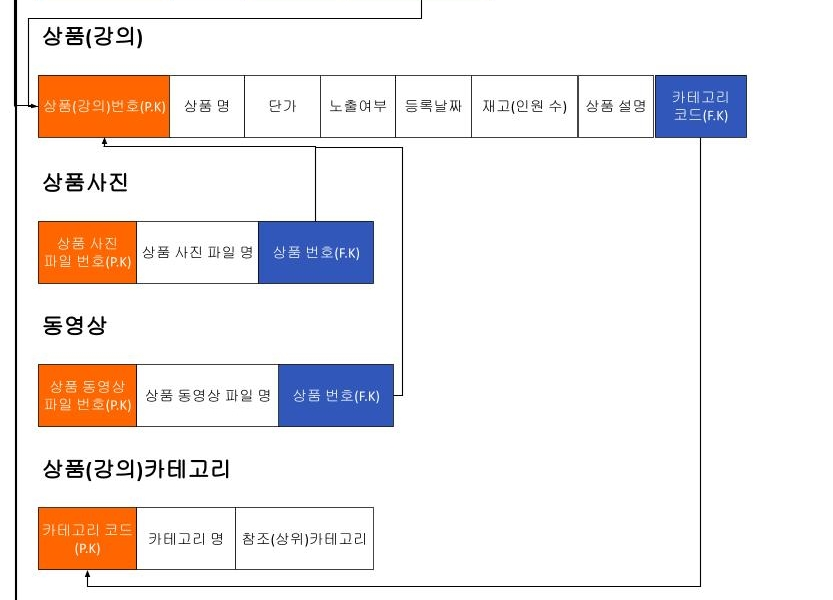 상품(강의)
상품(강의)번호(P.K) 상품 명 단가 노출여부 등록날짜 재고(인원 수) 상품 설명 카테고리
코드(F.K)
상품사진
상품 사진
파일 번호(P.K) 상품 사진 파일 명 상품 번호(F.K)
동영상
상품 동영상
파일 번호(P.K) 상품 동영상 파일 명 상품 번호(F.K)
상품(강의)카테고리
카테고리 코드
(P.K) 카테고리 명 참조(상위)카테고리